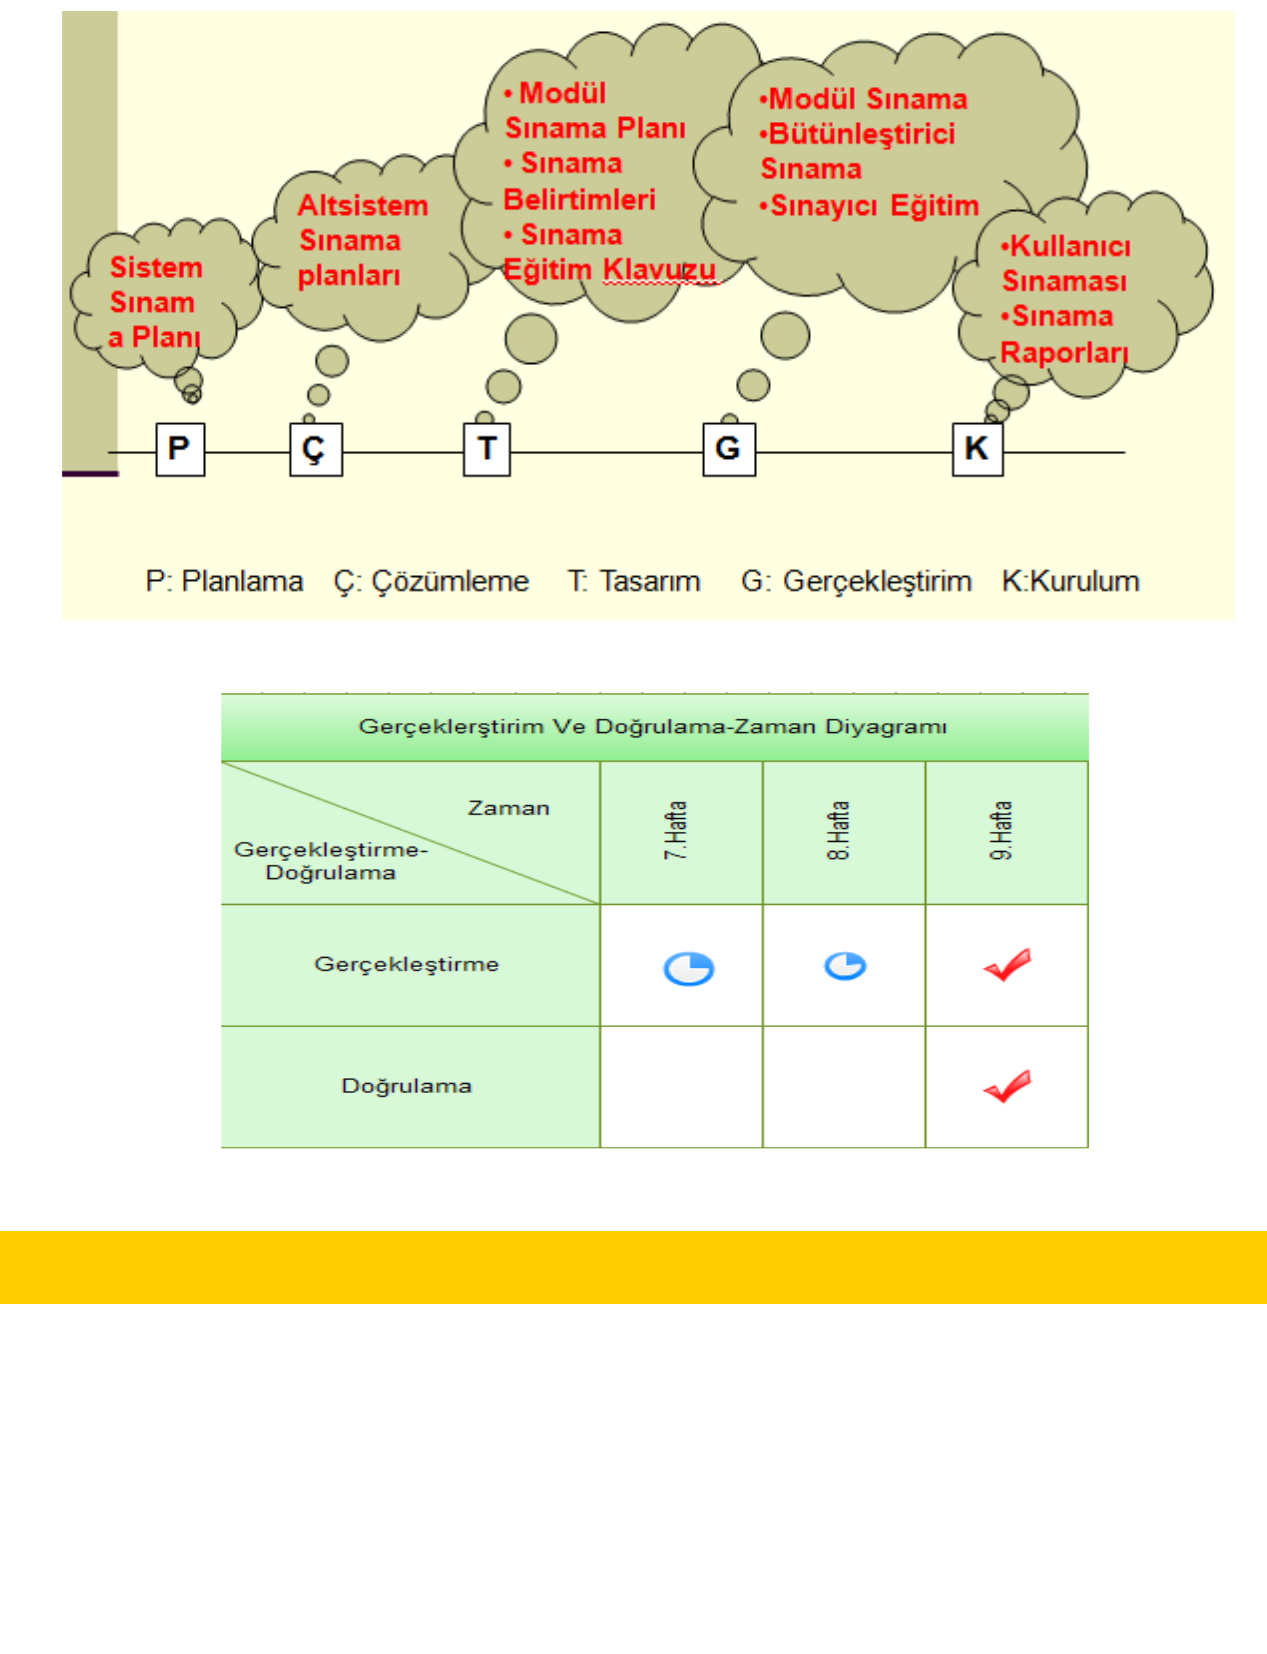 Sistem
Sınam
a Planı
Altsistem
Sınama
planları
• Modül
Sınama Planı
• Sınama
Belirtimleri
• Sınama
Eğitim Klavuzu
•Modül Sınama
•Bütünleştirici
Sınama
•Sınayıcı Eğitim
•Kullanıcı
Sınaması
•Sınama
Raporları
P
Ç
T
G
K
P: Planlama Ç: Çözümleme T: Tasarım G: Gerçekleştirim K:Kurulum
Gerçeklerştirim Ve Doğrulama-Zaman Diyagramı
Zaman
Gerçekleştirme-
Doğrulama
7.Hafta
8.Hafta
9.Hafta
Gerçekleştirme
Doğrulama